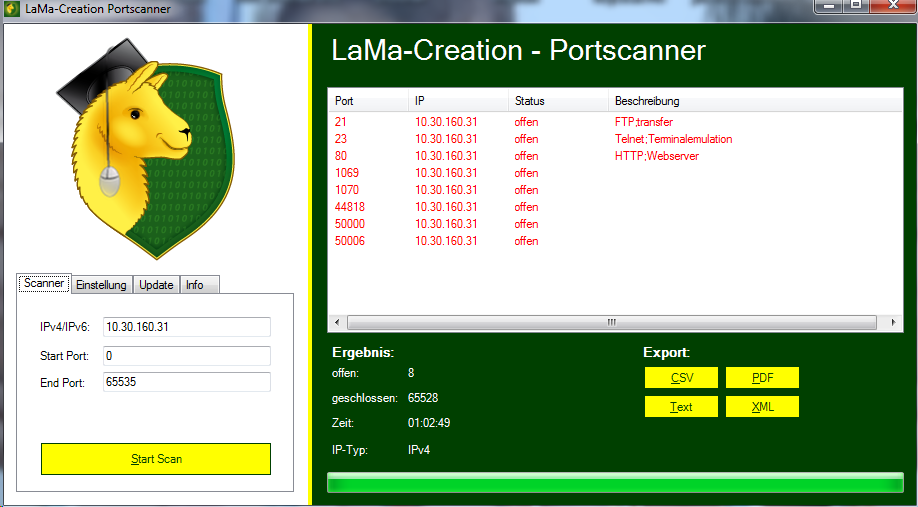 LaMa-Creation Portscanner
LaMa-Creation - Portscanner
Port IP Status Beschreibung
21 10.30.160.31 offen FTP;transfer
23 10.30.160.31 offen Telnet;Terminalemulation
80 10.30.160.31 offen HTTP;Webserver
1069 10.30.160.31 offen
1070 10.30.160.31 offen
44818 10.30.160.31 offen
50000 10.30.160.31 offen
50006 10.30.160.31 offen
Scanner Einstellung Update Info
IPv4/IPv6: 10.30.160.31
Start Port: 0
End Port: 65535
Start Scan
Ergebnis:
offen: 8
geschlossen: 65528
Zeit: 01:02:49
IP-Typ: IPv4
Export:
CSV PDF
Text XML